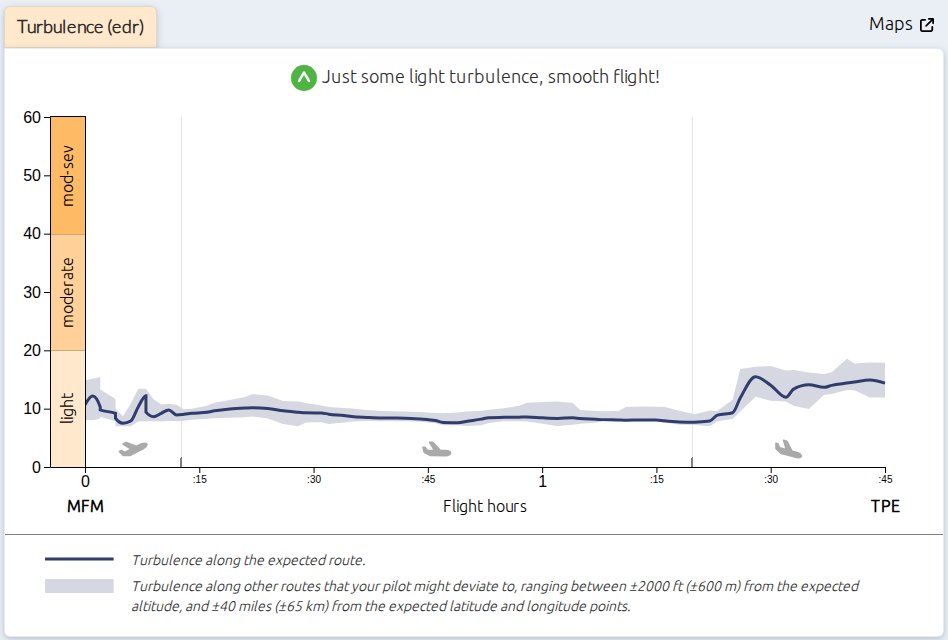 Turbulence (edr)
Maps
Just some light turbulence, smooth flight!
60
50
40
30
20
10
0
mod-sev
moderate
light
0
:15
:30
:45
1
:15
:30
:45
MFM
Flight hours
TPE
Turbulence along the expected route.
Turbulence along other routes that your pilot might deviate to, ranging between ±2000 ft (±600 m) from the expected
altitude, and ±40 miles (±65 km) from the expected latitude and longitude points.